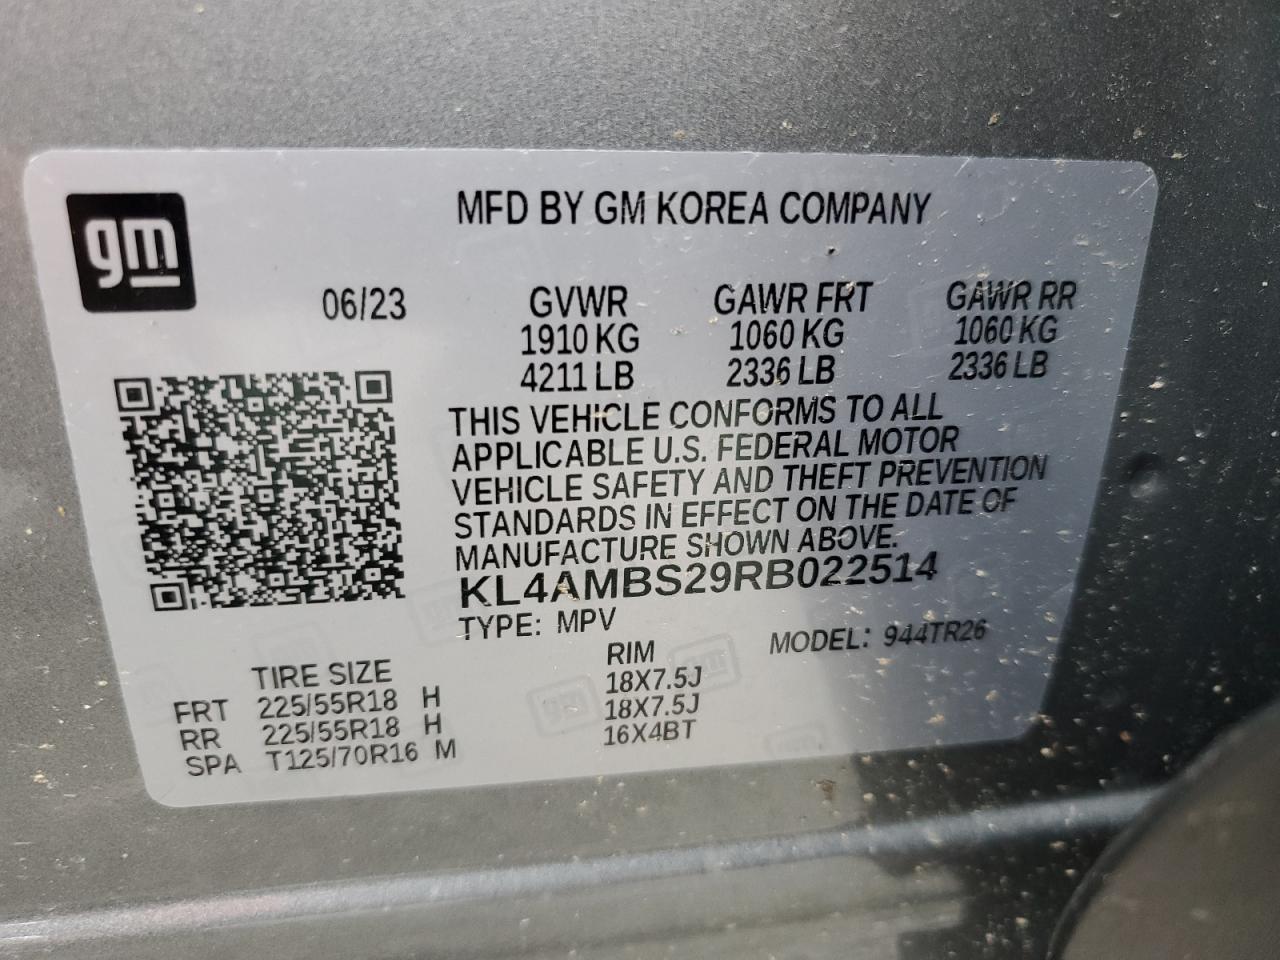 gm
MFD BY GM KOREA COMPANY
06/23 GVWR GAWR FRT GAWR RR
1910 KG 1060 KG 1060 KG
4211 LB 2336 LB 2336 LB
THIS VEHICLE CONFORMS TO ALL
APPLICABLE U.S. FEDERAL MOTOR
VEHICLE SAFETY AND THEFT PREVENTION
STANDARDS IN EFFECT ON THE DATE OF
MANUFACTURE SHOWN ABOVE.
KL4AMBS29RB022514
TYPE: MPV MODEL: 944TR26
TIRE SIZE RIM
FRT 225/55R18 H 18X7.5J
RR 225/55R18 H 18X7.5J
SPA T125/70R16 M 16X4BT